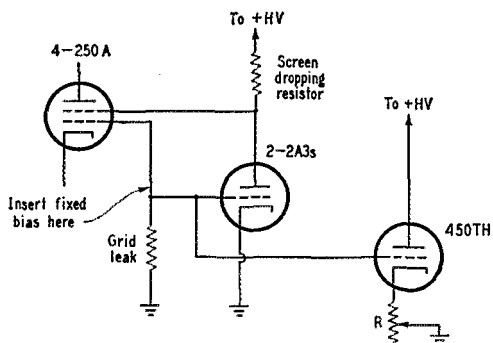 To +HV
4-250A
Screen
dropping
resistor
To +HV
2-2A3s
Insert fixed
bias here
Grid
leak
450TH
R